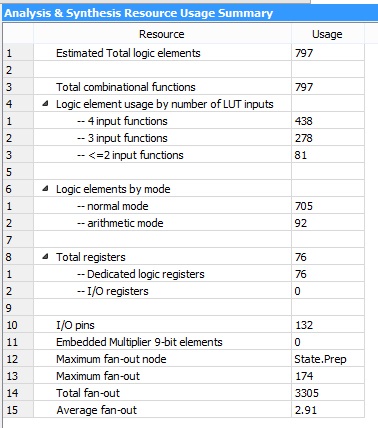 Analysis & Synthesis Resource Usage Summary
Resource Usage
1 Estimated Total logic elements 797
2
3 Total combinational functions 797
4 Logic element usage by number of LUT inputs
1 -- 4 input functions 438
2 -- 3 input functions 278
3 -- <=2 input functions 81
5
6 Logic elements by mode
1 -- normal mode 705
2 -- arithmetic mode 92
7
8 Total registers 76
1 -- Dedicated logic registers 76
2 -- I/O registers 0
9
10 I/O pins 132
11 Embedded Multiplier 9-bit elements 0
12 Maximum fan-out node State.Prep
13 Maximum fan-out 174
14 Total fan-out 3305
15 Average fan-out 2.91